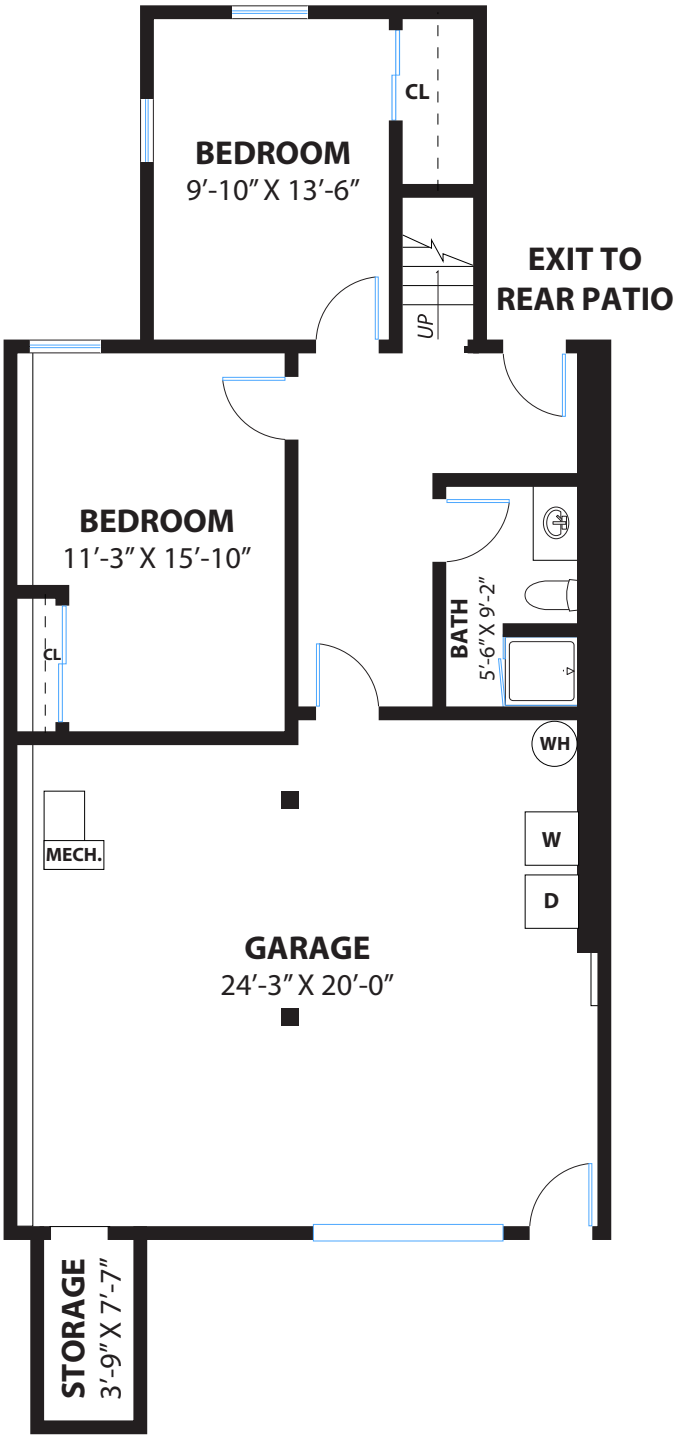 CL
BEDROOM
9’-10” X 13’-6”
EXIT TO
REAR PATIO
UP
BEDROOM
11’-3” X 15’-10”
BATH
5’-6” X 9’-2”
CL
WH
MECH.
W
D
GARAGE
24’-3” X 20’-0”
STORAGE
3’-9” X 7’-7”